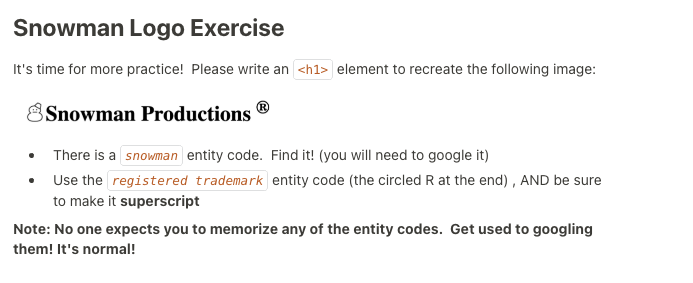 Snowman Logo Exercise
It's time for more practice!  Please write an <h1> element to recreate the following image:
☃Snowman Productions ®
• There is a snowman entity code.  Find it! (you will need to google it)
• Use the registered trademark entity code (the circled R at the end) , AND be sure
to make it superscript
Note: No one expects you to memorize any of the entity codes.  Get used to googling
them! It's normal!